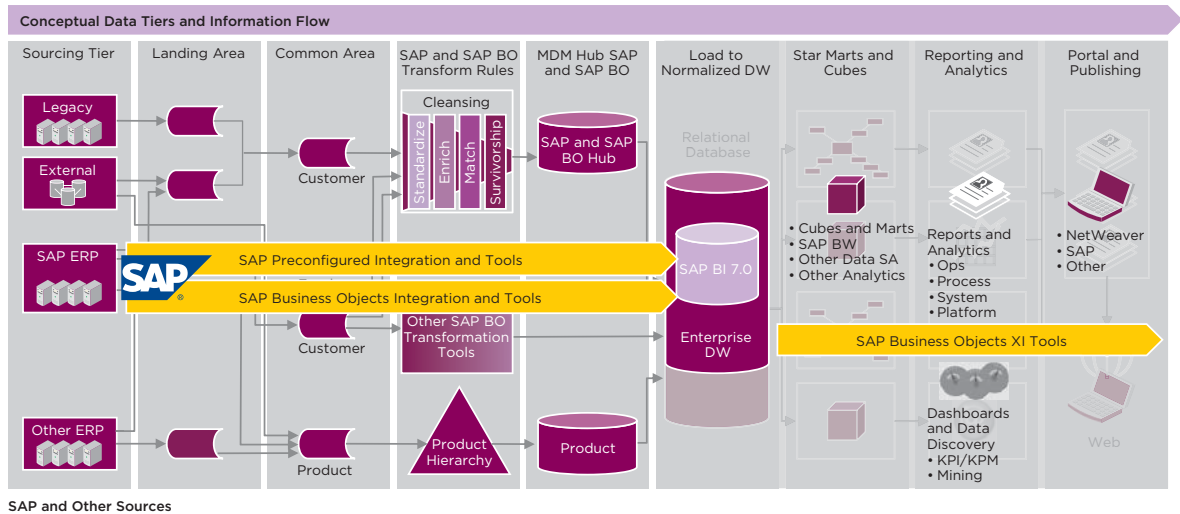 Conceptual Data Tiers and Information Flow
Sourcing Tier
Landing Area
Common Area
SAP and SAP BO
Transform Rules
MDM Hub SAP
and SAP BO
Load to
Normalized DW
Star Marts and
Cubes
Reporting and
Analytics
Portal and
Publishing
Legacy
External
SAP ERP
Other ERP
Customer
Customer
Product
Cleansing
Standardize
Enrich
Match
Survivorship
Other SAP BO
Transformation
Tools
Product
Hierarchy
SAP and SAP
BO Hub
Product
Relational
Database
SAP BI 7.0
Enterprise
DW
SAP
®
SAP Preconfigured Integration and Tools
SAP Business Objects Integration and Tools
• Cubes and Marts
• SAP BW
• Other Data SA
• Other Analytics
Reports and
Analytics
• Ops
• Process
• System
• Platform
• NetWeaver
• SAP
• Other
SAP Business Objects XI Tools
Dashboards
and Data
Discovery
• KPI/KPM
• Mining
Web
SAP and Other Sources